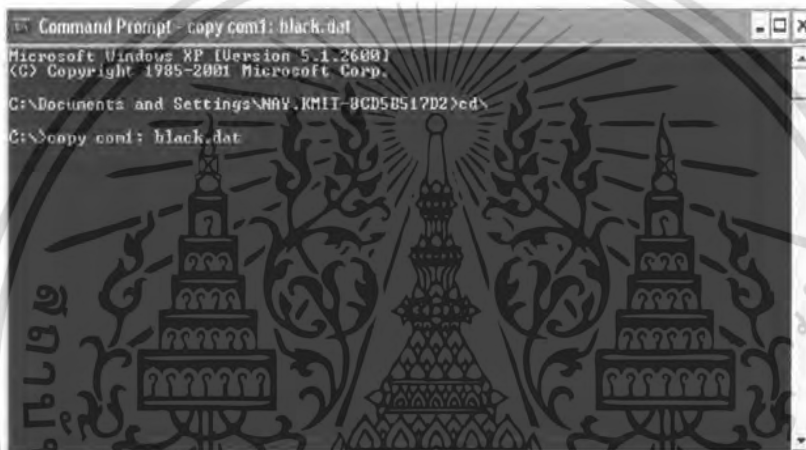 Command Prompt - copy com1: black.dat
Microsoft Windows XP [Version 5.1.2600]
(C) Copyright 1985-2001 Microsoft Corp.
C:\Documents and Settings\NAY.KMII-8CD58517D2>cd\
C:\>copy com1: black.dat